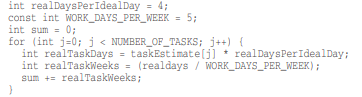 int realDaysPerIdealDay = 4;
const int WORK_DAYS_PER_WEEK = 5;
int sum = 0;
for (int j=0; j < NUMBER_OF_TASKS; j++) {
int realTaskDays = taskEstimate[j] * realDaysPerIdealDay;
int realTaskWeeks = (realdays / WORK_DAYS_PER_WEEK);
sum += realTaskWeeks;
}